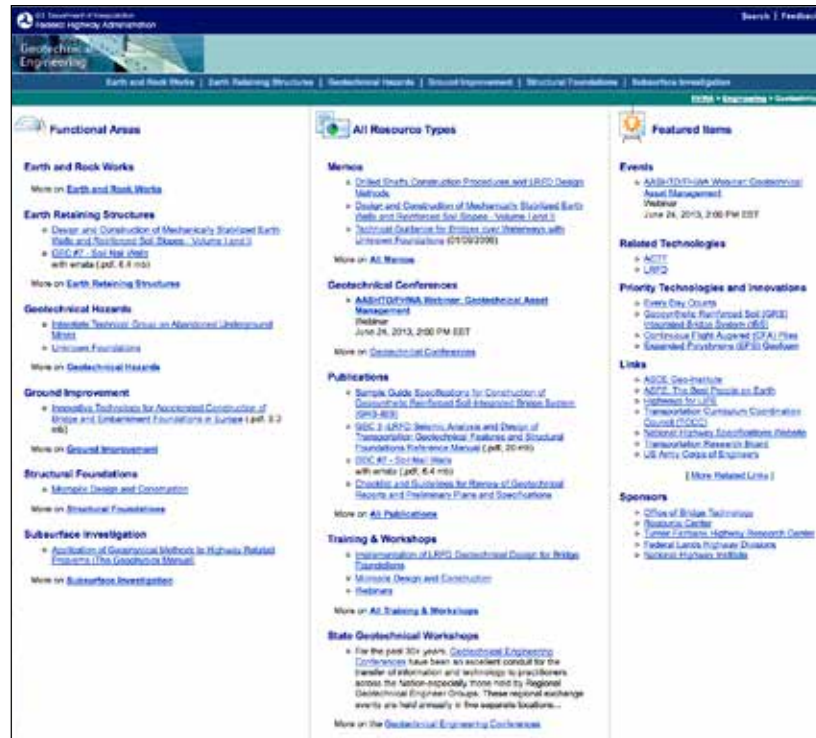 U.S. Department of Transportation
Federal Highway Administration
Search | Feedback
Geotechnical
Engineering
Earth and Rock Works | Earth Retaining Structures | Geotechnical Hazards | Ground Improvement | Structural Foundations | Subsurface Investigation
FHWA > Engineering > Geotechnical
Functional Areas
Earth and Rock Works
More on Earth and Rock Works
Earth Retaining Structures
Design and Construction of Mechanically Stabilized Earth
Walls and Reinforced Soil Slopes - Volume I and II
GEC #7 - Soil Nail Walls
with errata (.pdf, 6.4 mb)
More on Earth Retaining Structures
Geotechnical Hazards
Interstate Technical Group on Abandoned Underground
Mines
Unknown Foundations
More on Geotechnical Hazards
Ground Improvement
Innovative Technology for Accelerated Construction of
Bridge and Embankment Foundations in Europe (.pdf,
mb)
More on Ground Improvement
Structural Foundations
Micropile Design and Construction
More on Structural Foundations
Subsurface Investigation
Application of Geophysical Methods to Highway Related
Problems (The Geophysics Manual)
More on Subsurface Investigation
All Resource Types
Memos
Drilled Shafts Construction Procedures and LRFD Design
Methods
Design and Construction of Mechanically Stabilized Earth
Walls and Reinforced Soil Slopes - Volume I and II
Technical Guidance for Bridges over Waterways with
Unknown Foundations
More on All Memos
Geotechnical Conferences
AASHTO/FHWA Webinar: Geotechnical Asset
Management
Webinar
June 24, 2013, 2:00 PM EDT
More on Geotechnical Conferences
Publications
Sample Guide Specifications for Construction of
Geosynthetic Reinforced Soil-Integrated Bridge System
(GRS-IBS)
GEC 3 -LRFD Seismic Analysis and Design of
Transportation Geotechnical Features and Structural
Foundations Reference Manual (.pdf, 20 mb)
GEC #7 - Soil Nail Walls
with errata (.pdf, 6.4 mb)
Checklist and Guidelines for Review of Geotechnical
Reports and Preliminary Plans and Specifications
More on All Publications
Training & Workshops
Implementation of LRFD Geotechnical Design for Bridge
Foundations
Micropile Design and Construction
Webinars
More on All Training & Workshops
State Geotechnical Workshops
For the past 30+ years, Geotechnical Engineering
Conferences have been an excellent conduit for the
transfer of information and technology to practitioners
across the Nation-especially those held by Regional
Geotechnical Engineer Groups. These regional exchange
events are held annually in five separate locations...
More on the Geotechnical Engineering Conferences
Featured Items
Events
AASHTO/FHWA Webinar: Geotechnical
Asset Management
Webinar
June 24, 2013, 2:00 PM EDT
Related Technologies
ACTT
LRFD
Priority Technologies and Innovations
Every Day Counts
Geosynthetic Reinforced Soil (GRS)
Integrated Bridge System (IBS)
Continuous Flight Augered (CFA) Piles
Expanded Polystyrene (EPS) Geofoam
Links
ASCE Geo-Institute
ASFE, The Best People on Earth
Highways for LIFE
Transportation Curriculum Coordination
Council (TCCC)
National Highway Specifications Website
Transportation Research Board
US Army Corps of Engineers
[ More Related Links ]
Sponsors
Office of Bridge Technology
Resource Center
Turner Fairbank Highway Research Center
Federal Lands Highway Divisions
National Highway Institute